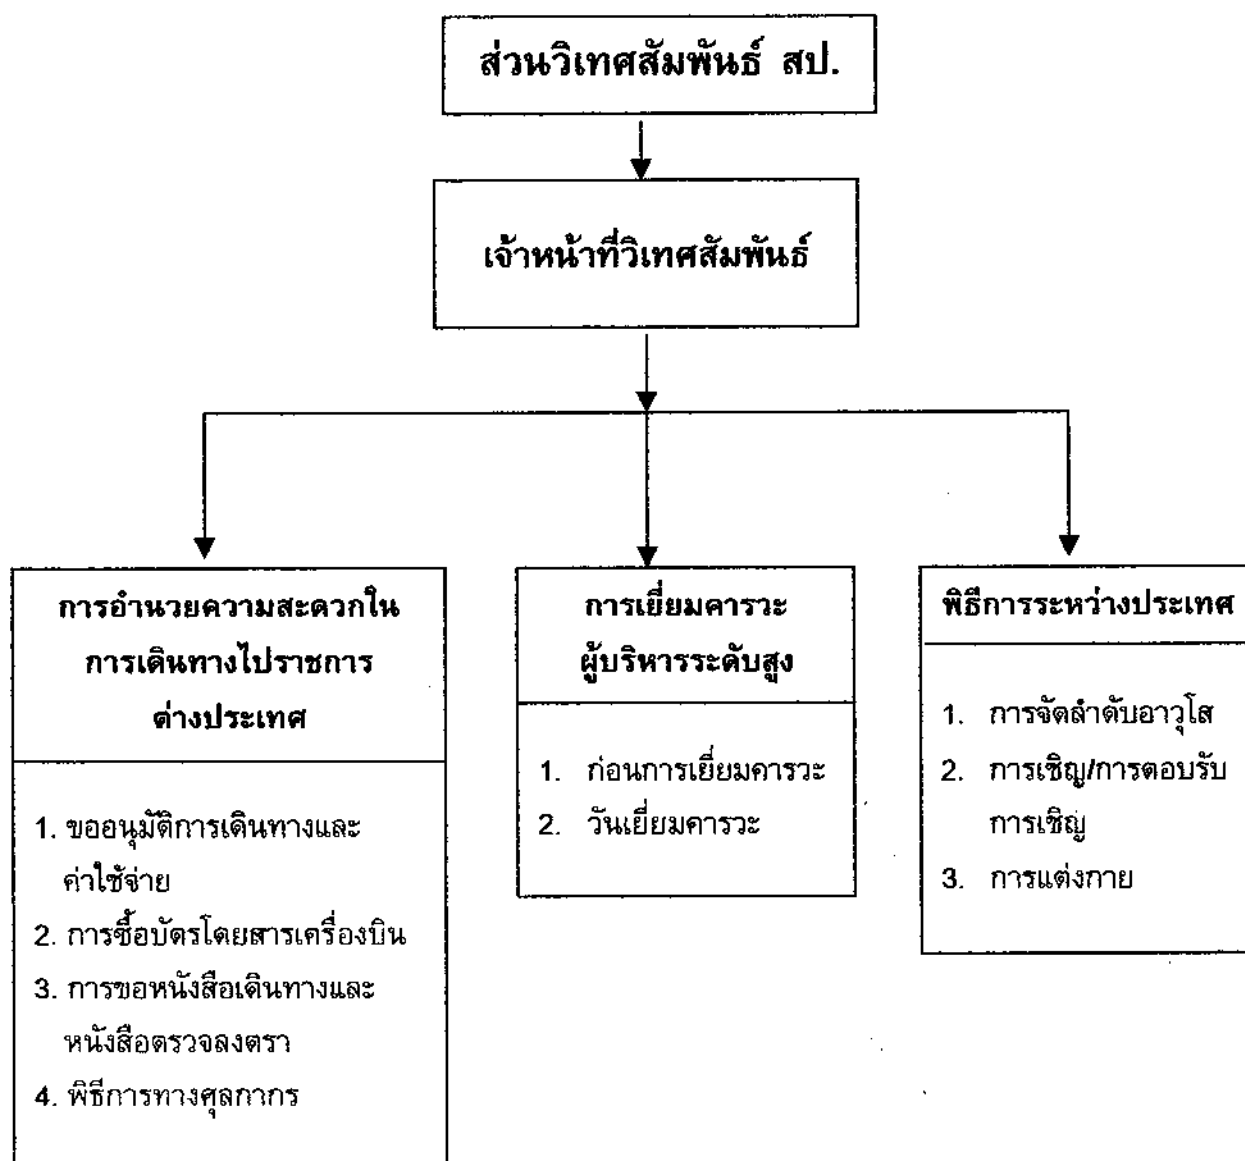 ส่วนวิเทศสัมพันธ์ สป.
เจ้าหน้าที่วิเทศสัมพันธ์
การอำนวยความสะดวกใน
การเดินทางไปราชการ
ต่างประเทศ
1. ขออนุมัติการเดินทางและ
ค่าใช้จ่าย
2. การซื้อบัตรโดยสารเครื่องบิน
3. การขอหนังสือเดินทางและ
หนังสือตรวจลงตรา
4. พิธีการทางศุลกากร
การเยี่ยมคารวะ
ผู้บริหารระดับสูง
1. ก่อนการเยี่ยมคารวะ
2. วันเยี่ยมคารวะ
พิธีการระหว่างประเทศ
1. การจัดลำดับอาวุโส
2. การเชิญ/การตอบรับ
การเชิญ
3. การแต่งกาย